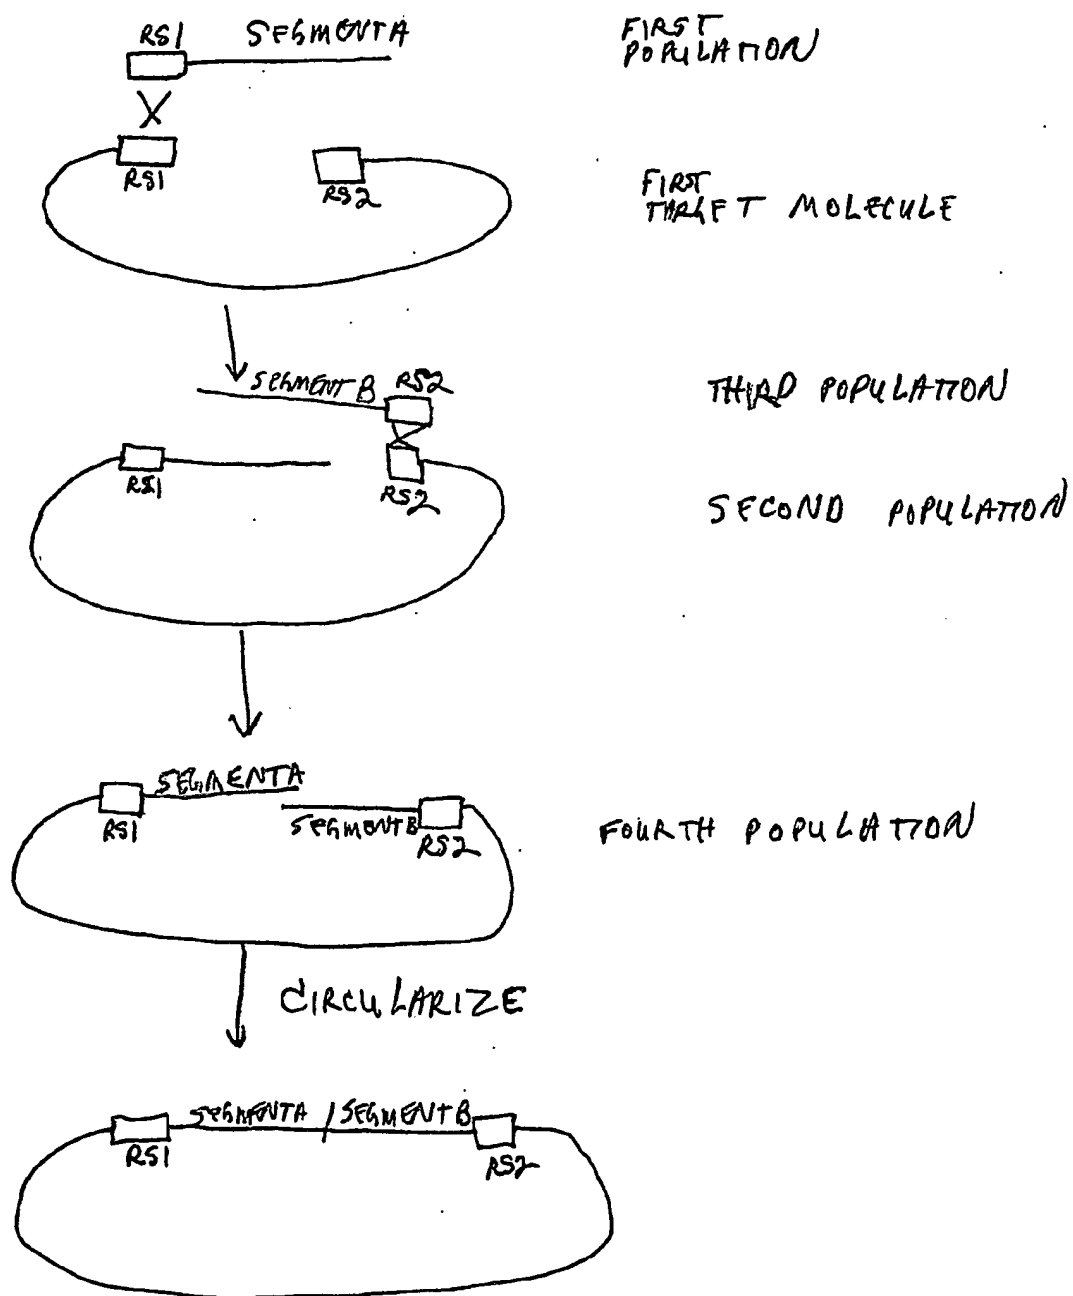 RS1 SEGMENTA
FIRST
POPULATION
RS1
RS2
FIRST
TARGET MOLECULE
SEGMENT B RS2
THIRD POPULATION
RS1
RS2
SECOND POPULATION
SEGMENTA
RS1
SEGMENTB
RS2
FOURTH POPULATION
CIRCULARIZE
SEGMENTA / SEGMENTB
RS1
RS2